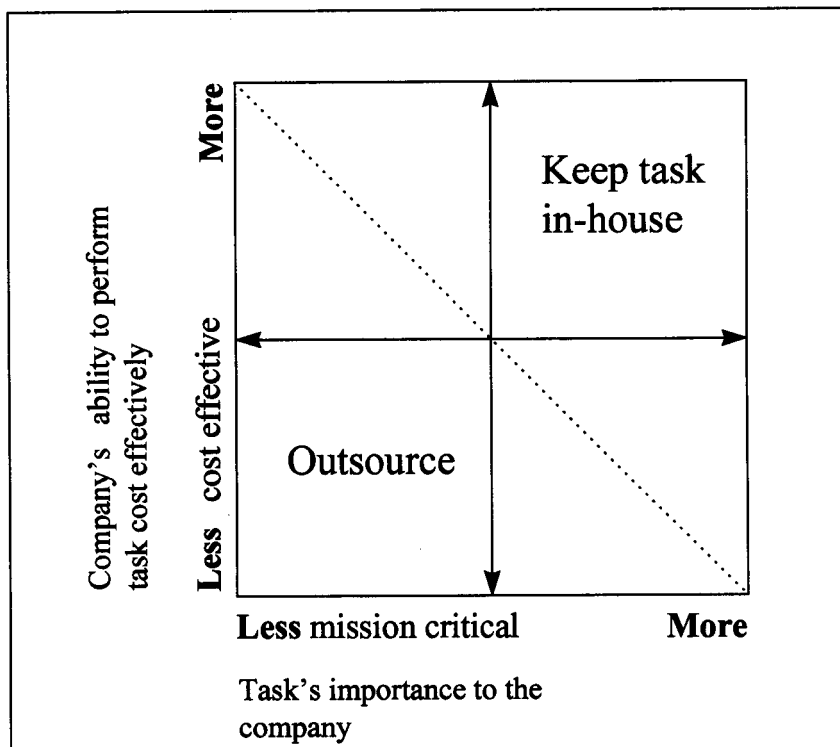 Company's ability to perform
task cost effectively
Less cost effective More
Keep task
in-house
Outsource
Less mission critical More
Task's importance to the
company